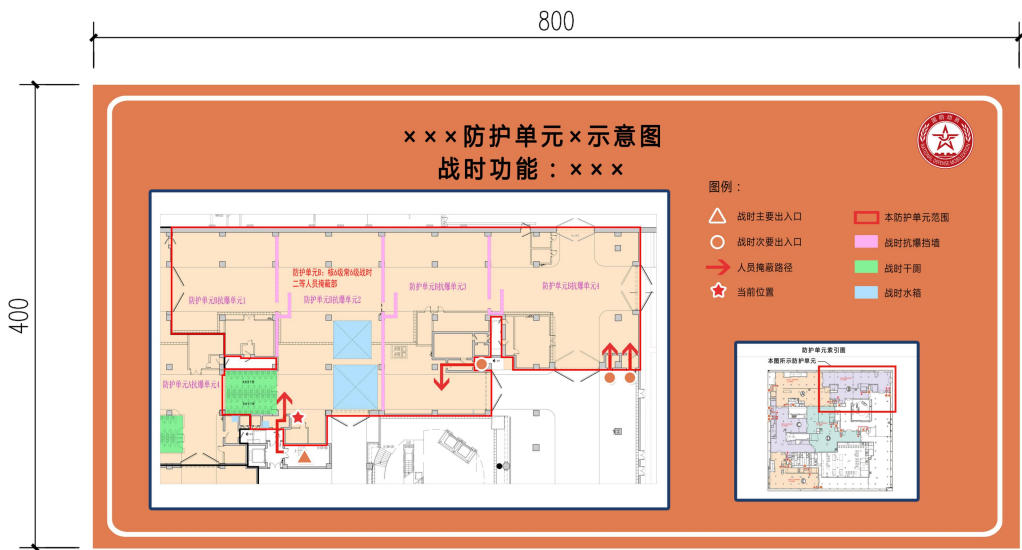 800
400
×××防护单元×示意图
战时功能：×××
图例：
战时主要出入口
战时次要出入口
人员掩蔽路径
当前位置
本防护单元范围
战时抗爆挡墙
战时干厕
战时水箱
防护单元B：核6级常6级战时
二等人员掩蔽部
防护单元B抗爆单元1
防护单元B抗爆单元2
防护单元B抗爆单元3
防护单元B抗爆单元4
防护单元A抗爆单元4
防护单元索引图
本图所示防护单元